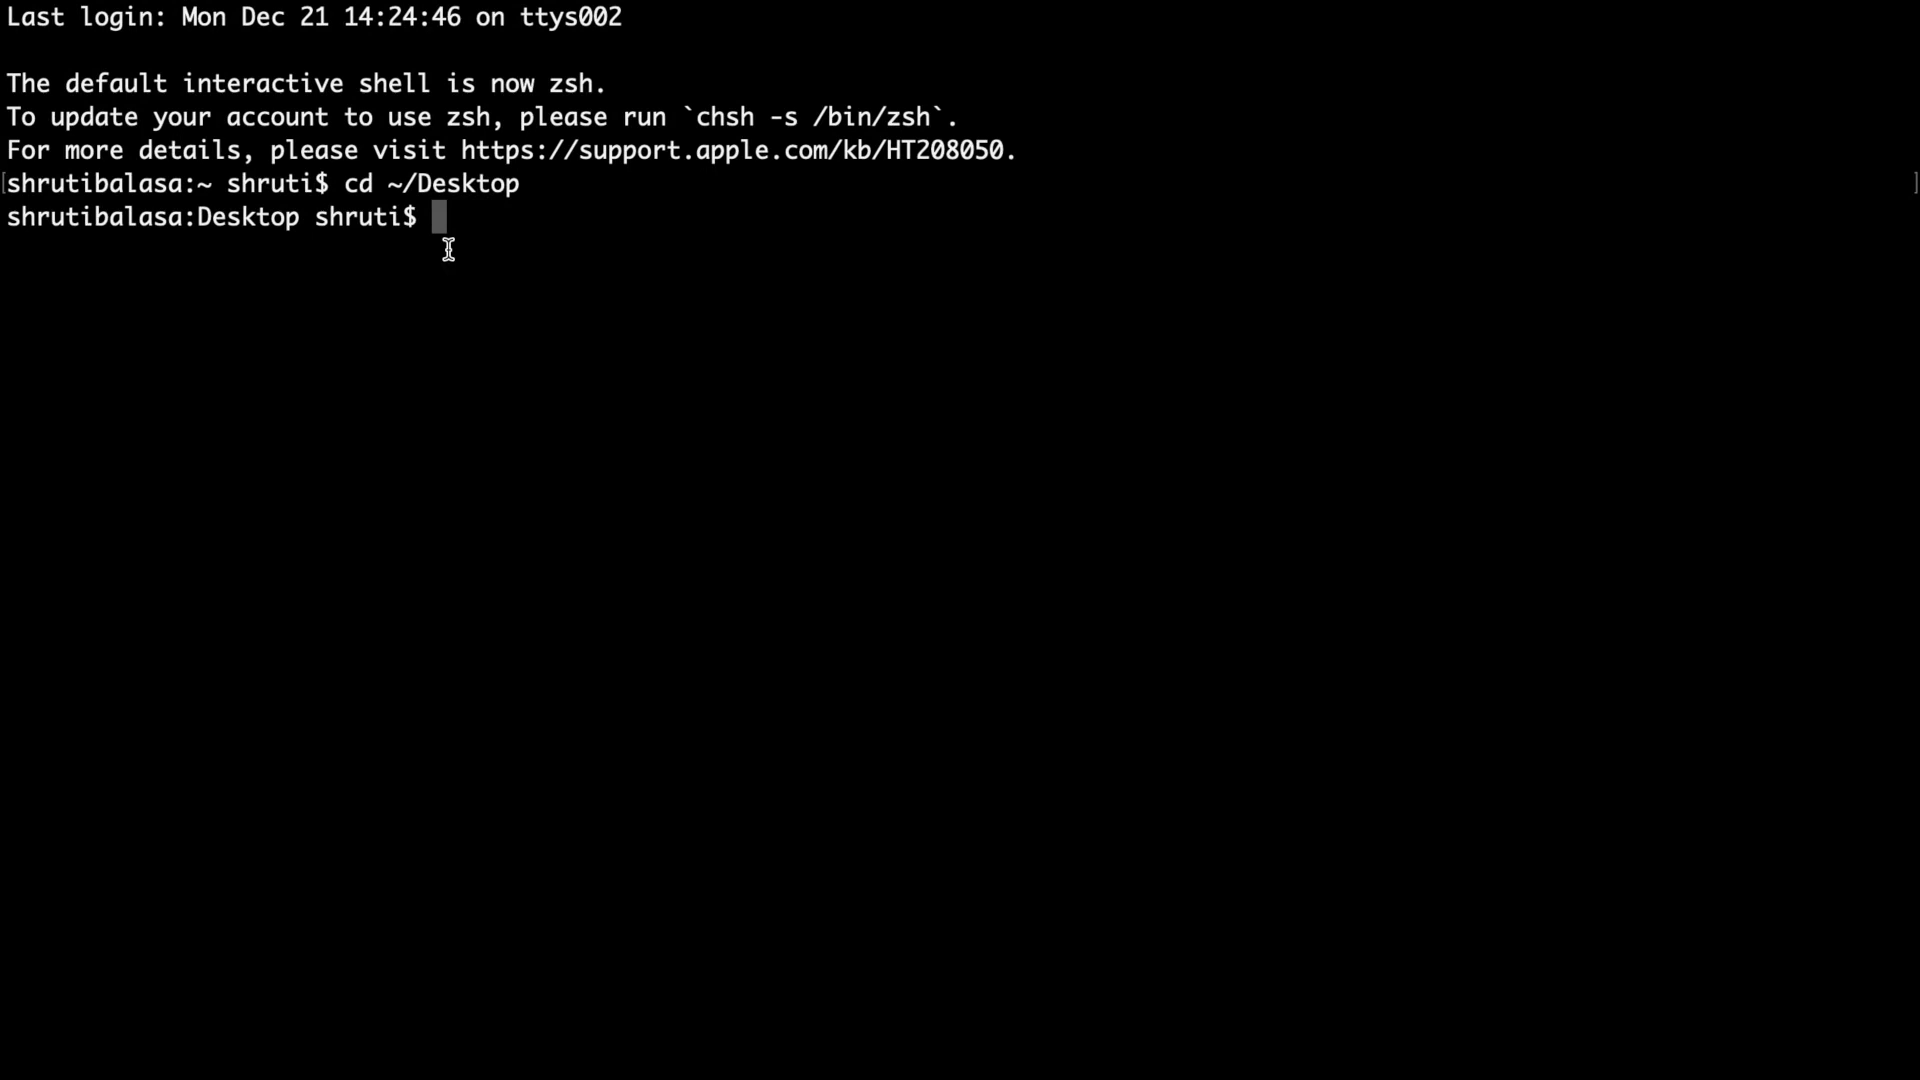 Last login: Mon Dec 21 14:24:46 on ttys002
The default interactive shell is now zsh.
To update your account to use zsh, please run `chsh -s /bin/zsh`.
For more details, please visit https://support.apple.com/kb/HT208050.
[shrutibalasa:~ shruti$ cd ~/Desktop ]
shrutibalasa:Desktop shruti$